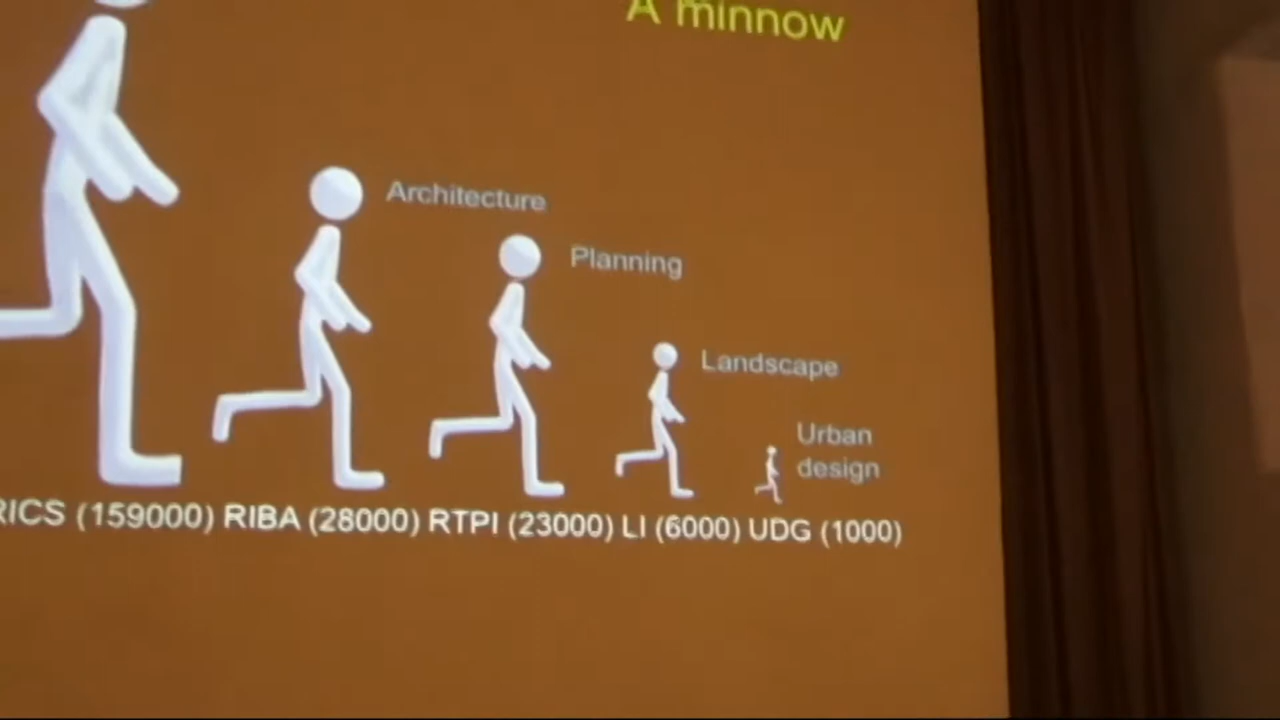 A minnow
Architecture
Planning
Landscape
Urban
design
RICS (159000) RIBA (28000) RTPI (23000) LI (6000) UDG (1000)